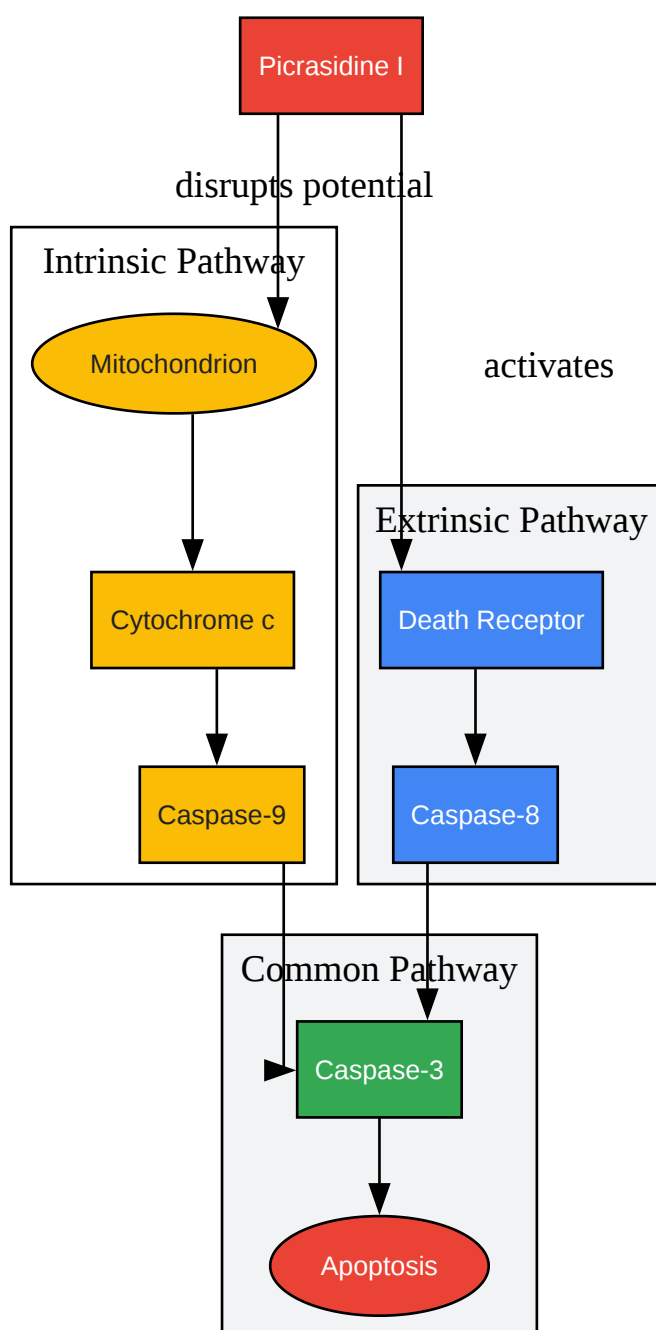 Picrasidine I
disrupts potential
Intrinsic Pathway
Mitochondrion
activates
Extrinsic Pathway
Cytochrome c
Death Receptor
Caspase-9
Caspase-8
Common Pathway
Caspase-3
Apoptosis